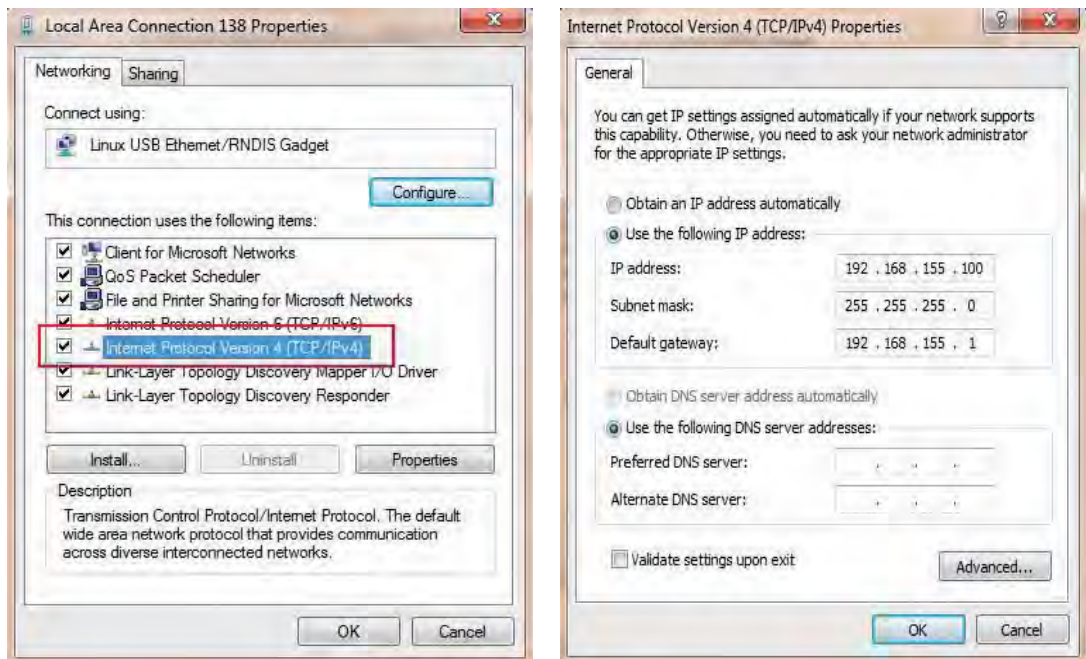 Local Area Connection 138 Properties
Networking
Sharing
Connect using:
Linux USB Ethernet/RNDIS Gadget
Configure...
This connection uses the following items:
Client for Microsoft Networks
QoS Packet Scheduler
File and Printer Sharing for Microsoft Networks
Internet Protocol Version 6 (TCP/IPv6)
Internet Protocol Version 4 (TCP/IPv4)
Link-Layer Topology Discovery Mapper I/O Driver
Link-Layer Topology Discovery Responder
Install...
Uninstall
Properties
Description
Transmission Control Protocol/Internet Protocol. The default
wide area network protocol that provides communication
across diverse interconnected networks.
OK
Cancel
Internet Protocol Version 4 (TCP/IPv4) Properties
General
You can get IP settings assigned automatically if your network supports
this capability. Otherwise, you need to ask your network administrator
for the appropriate IP settings.
Obtain an IP address automatically
Use the following IP address:
IP address: 192 . 168 . 155 . 100
Subnet mask: 255 . 255 . 255 . 0
Default gateway: 192 . 168 . 155 . 1
Obtain DNS server address automatically
Use the following DNS server addresses:
Preferred DNS server: . . .
Alternate DNS server: . . .
Validate settings upon exit
Advanced...
OK
Cancel